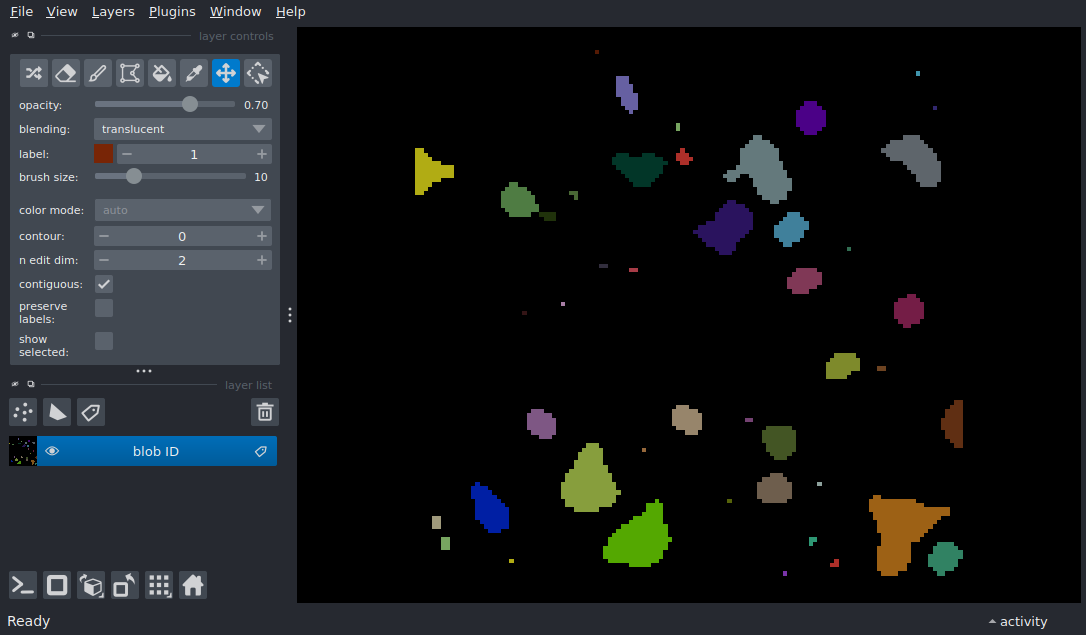 File View Layers Plugins Window Help
layer controls
opacity: 0.70
blending: translucent
label: 1
brush size: 10
color mode: auto
contour: 0
n edit dim: 2
contiguous:
preserve
labels:
show
selected:
layer list
blob ID
Ready
activity